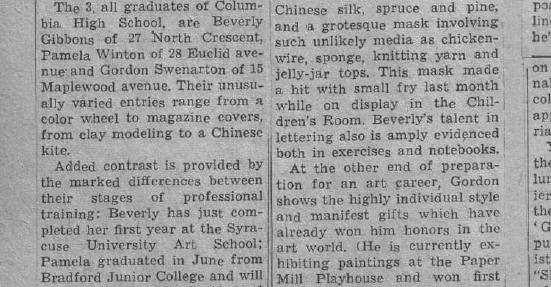 The 3, all graduates of Colum-
bia High School, are Beverly
Gibbons of 27 North Crescent,
Pamela Winton of 28 Euclid ave-
nue and Gordon Swenarton of 15
Maplewood avenue. Their unusu-
ally varied entries range from a
color wheel to magazine covers,
from clay modeling to a Chinese
kite.
Added contrast is provided by
the marked differences between
their stages of professional
training: Beverly has just com-
pleted her first year at the Syra-
cuse University Art School;
Pamela graduated in June from
Bradford Junior College and will
Chinese silk, spruce and pine,
and a grotesque mask involving
such unlikely media as chicken-
wire, sponge, knitting yarn and
jelly-jar tops. This mask made
a hit with small fry last month
while on display in the Chil-
dren's Room. Beverly's talent in
lettering also is amply evidenced
both in exercises and notebooks.
At the other end of prepara-
tion for an art career, Gordon
shows the highly individual style
and manifest gifts which have
already won him honors in the
art world. (He is currently ex-
hibiting paintings at the Paper
Mill Playhouse and won first